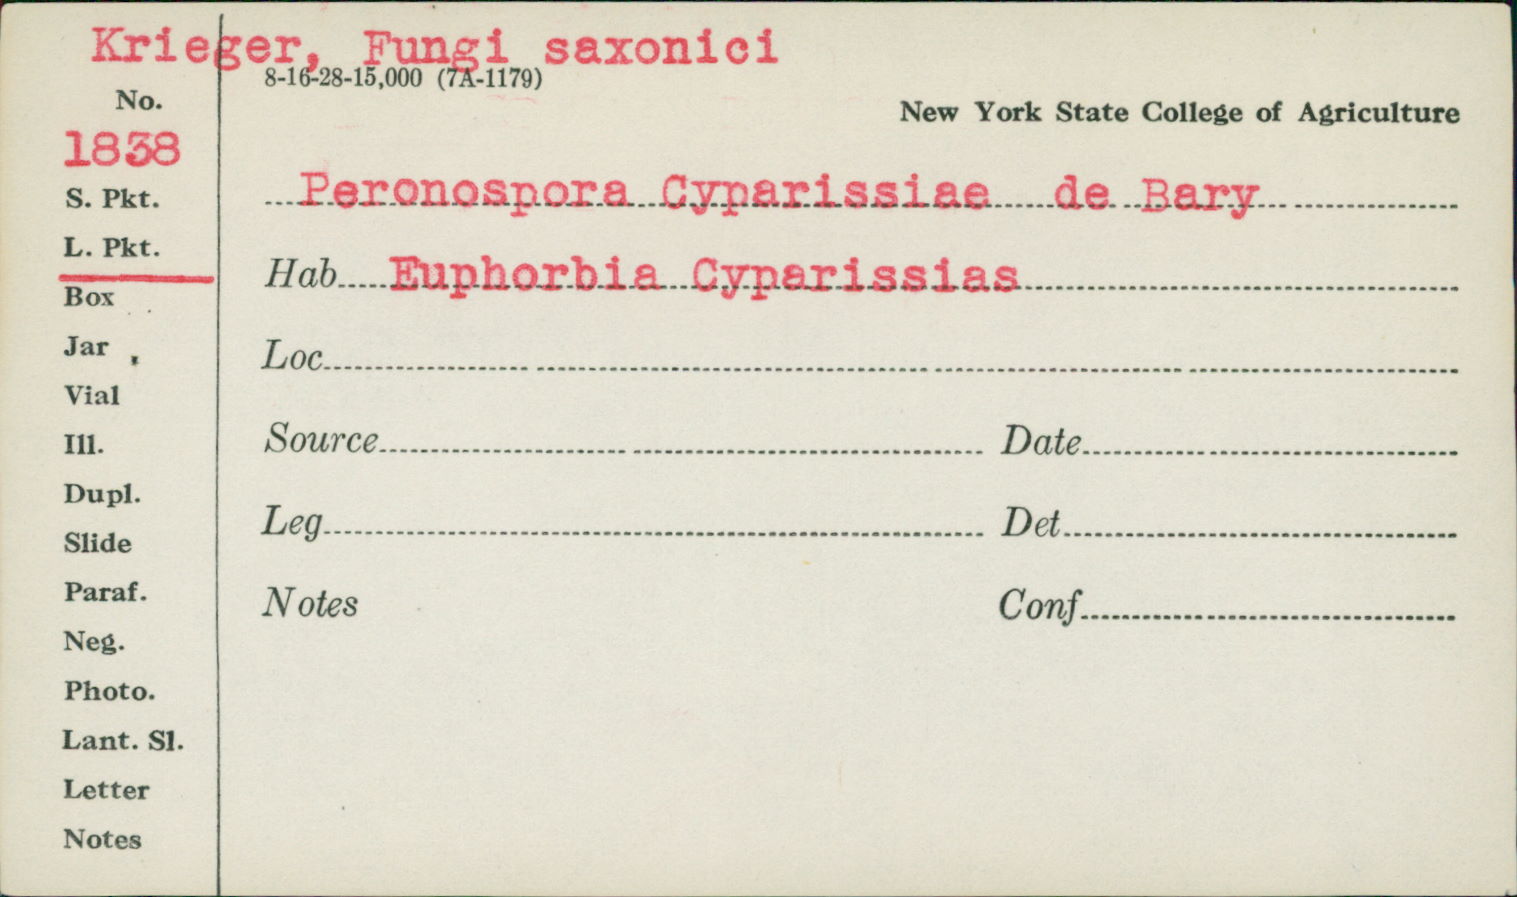 Krieger, Fungi saxonici
8-16-28-15,000 (7A-1179)
New York State College of Agriculture
No.
1838
S. Pkt.
L. Pkt.
Box
Jar
Vial
Ill.
Dupl.
Slide
Paraf.
Neg.
Photo.
Lant. Sl.
Letter
Notes
Peronospora Cyparissiae de Bary
Hab Euphorbia Cyparissias
Loc
Source Date
Leg Det
Notes Conf